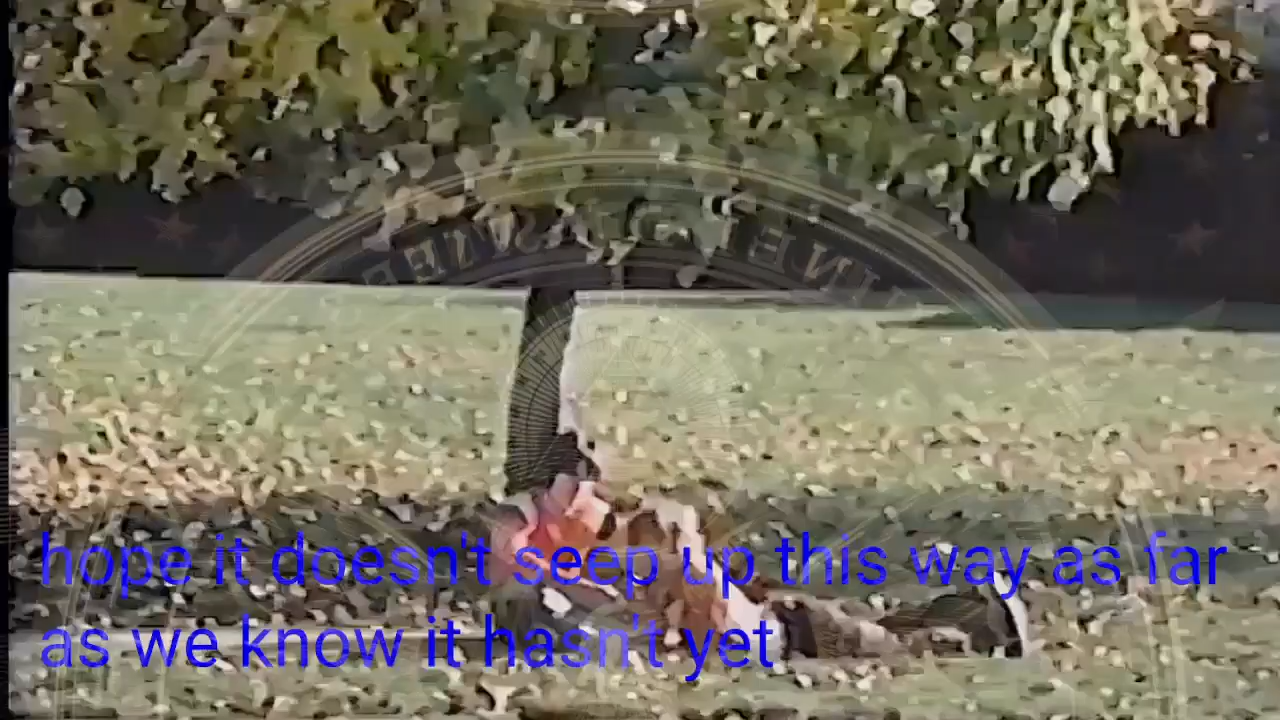 hope it doesn't seep up this way as far
as we know it hasn't yet